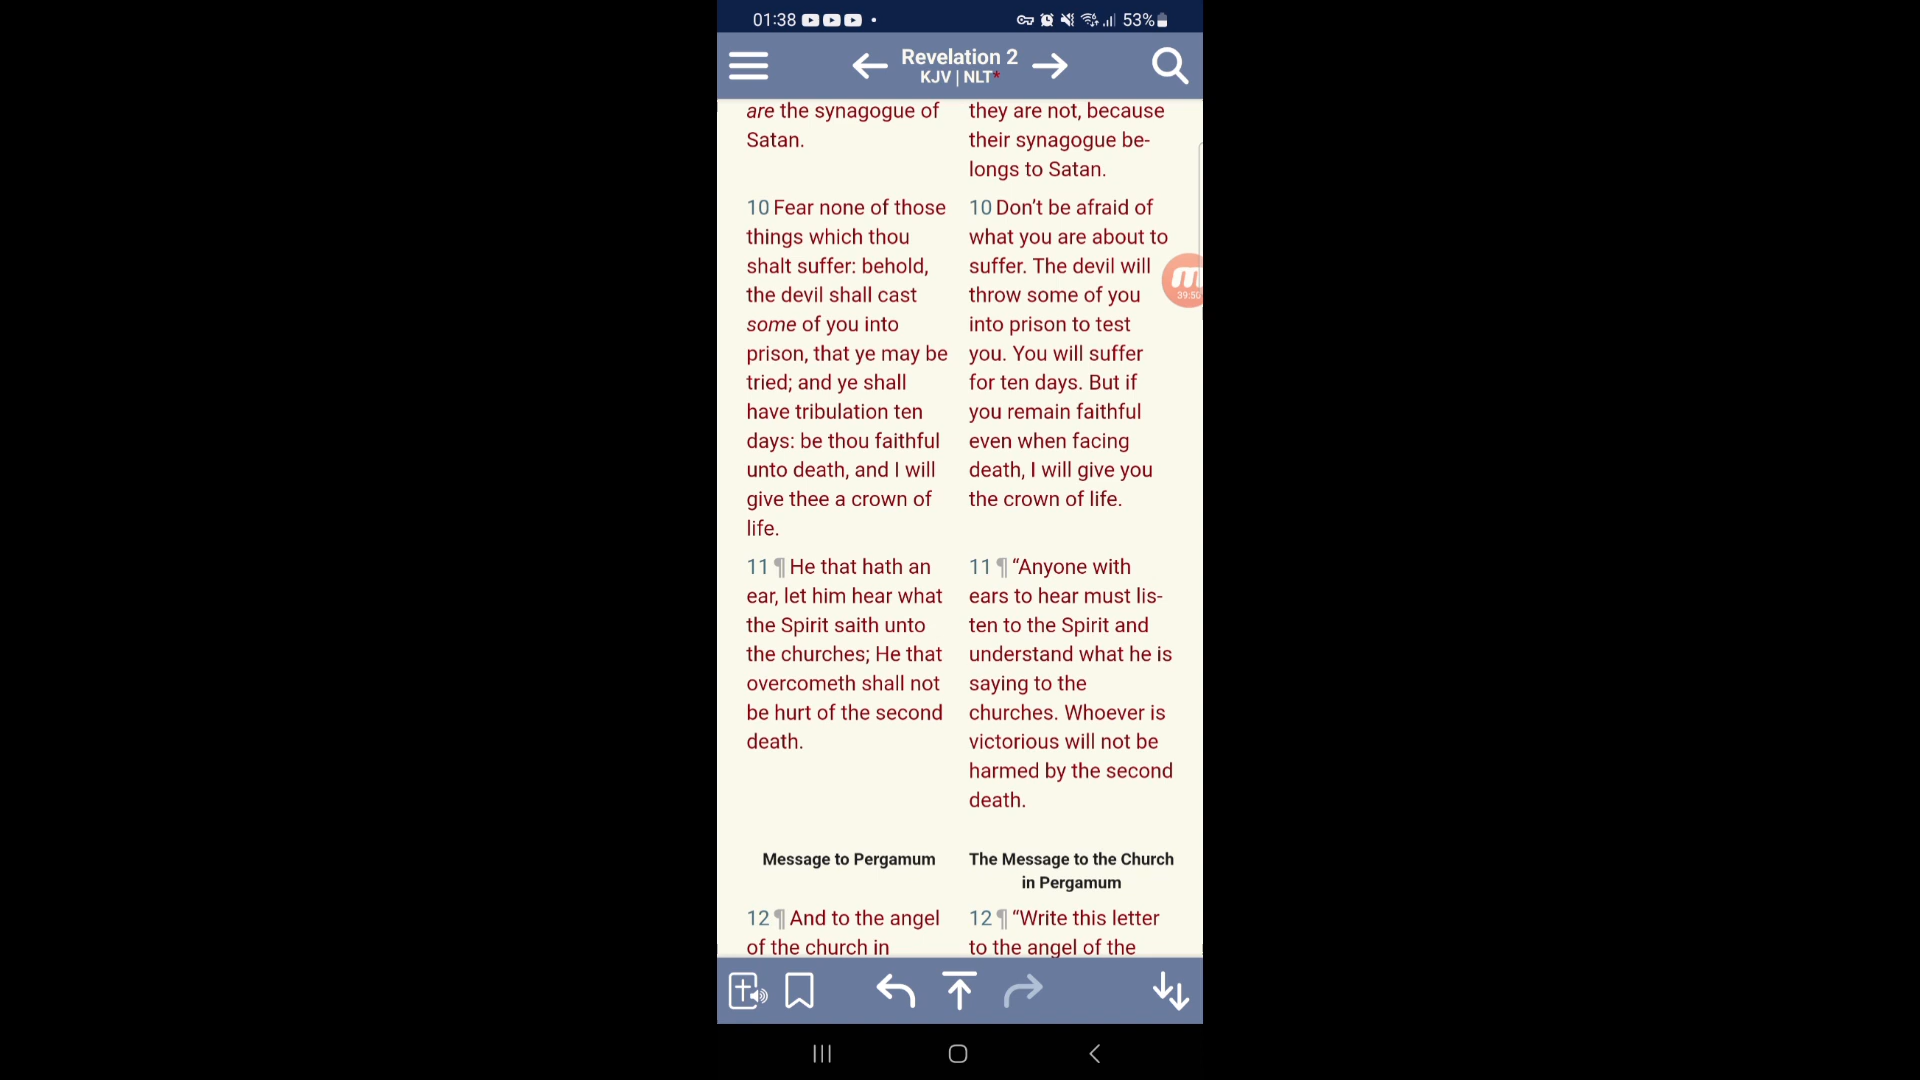 01:38
53%
Revelation 2
KJV | NLT*
are the synagogue of
Satan.
10 Fear none of those
things which thou
shalt suffer: behold,
the devil shall cast
some of you into
prison, that ye may be
tried; and ye shall
have tribulation ten
days: be thou faithful
unto death, and I will
give thee a crown of
life.
11 ¶ He that hath an
ear, let him hear what
the Spirit saith unto
the churches; He that
overcometh shall not
be hurt of the second
death.
Message to Pergamum
12 ¶ And to the angel
of the church in
they are not, because
their synagogue be-
longs to Satan.
10 Don’t be afraid of
what you are about to
suffer. The devil will
throw some of you
into prison to test
you. You will suffer
for ten days. But if
you remain faithful
even when facing
death, I will give you
the crown of life.
11 ¶ “Anyone with
ears to hear must lis-
ten to the Spirit and
understand what he is
saying to the
churches. Whoever is
victorious will not be
harmed by the second
death.
The Message to the Church
in Pergamum
12 ¶ “Write this letter
to the angel of the
39:50